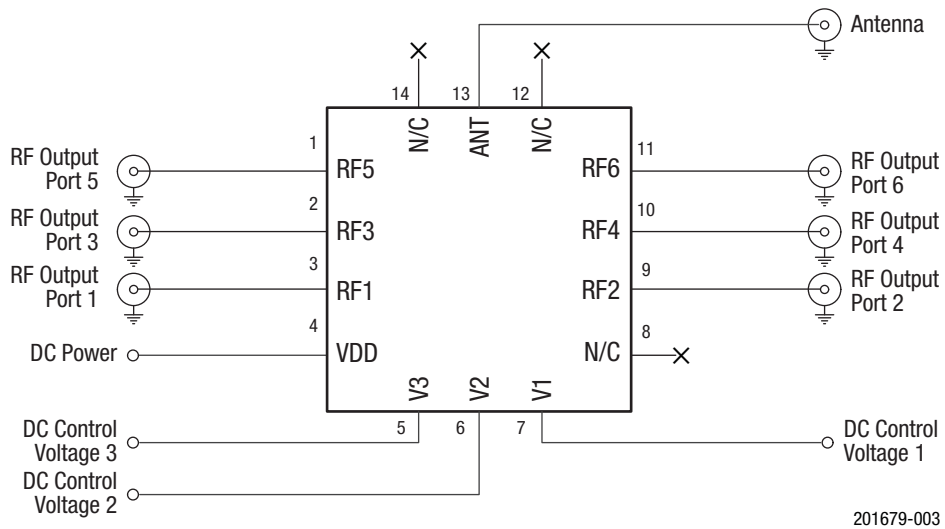 Antenna
14
13
12
N/C
ANT
N/C
1
RF Output
Port 5
RF5
RF6
11
RF Output
Port 6
2
RF Output
Port 3
RF3
RF4
10
RF Output
Port 4
3
RF Output
Port 1
RF1
RF2
9
RF Output
Port 2
4
DC Power
VDD
N/C
8
V3
V2
V1
5
6
7
DC Control
Voltage 3
DC Control
Voltage 1
DC Control
Voltage 2
201679-003